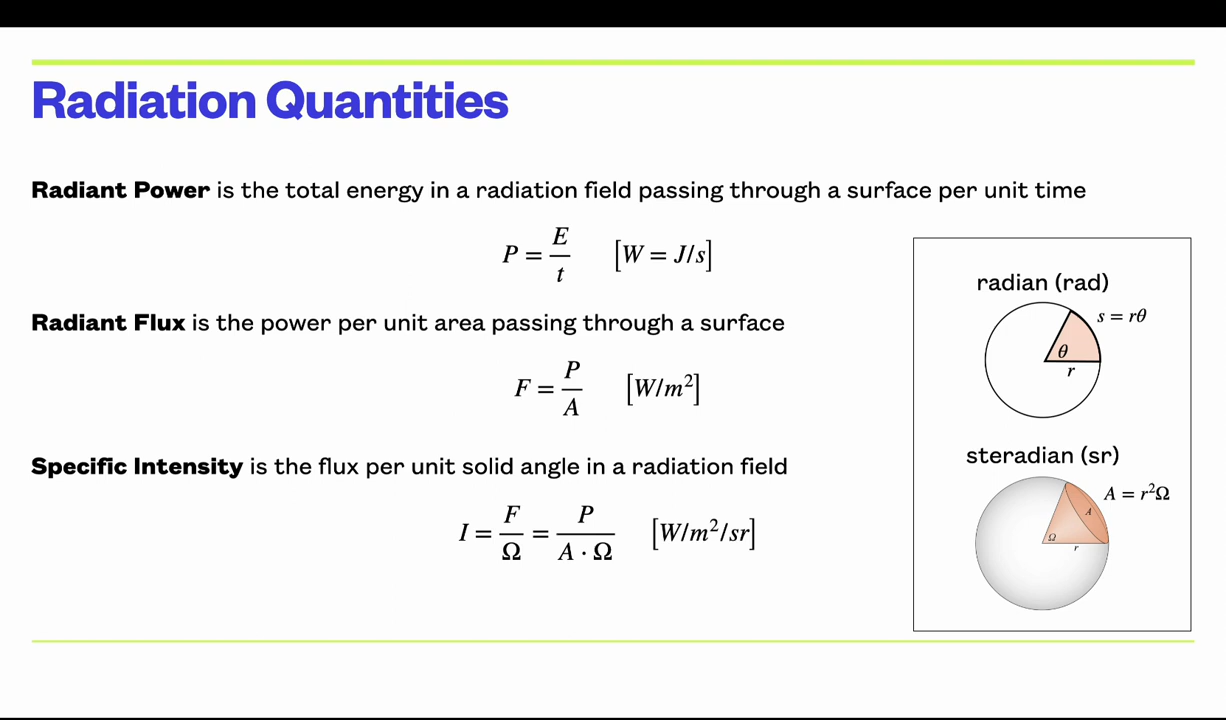 Radiation Quantities
Radiant Power is the total energy in a radiation field passing through a surface per unit time
P = E/t [W = J/s]
Radiant Flux is the power per unit area passing through a surface
F = P/A [W/m²]
Specific Intensity is the flux per unit solid angle in a radiation field
I = F/Ω = P/(A · Ω) [W/m²/sr]
radian (rad)
s = rθ
θ
r
steradian (sr)
A = r²Ω
A
Ω
r